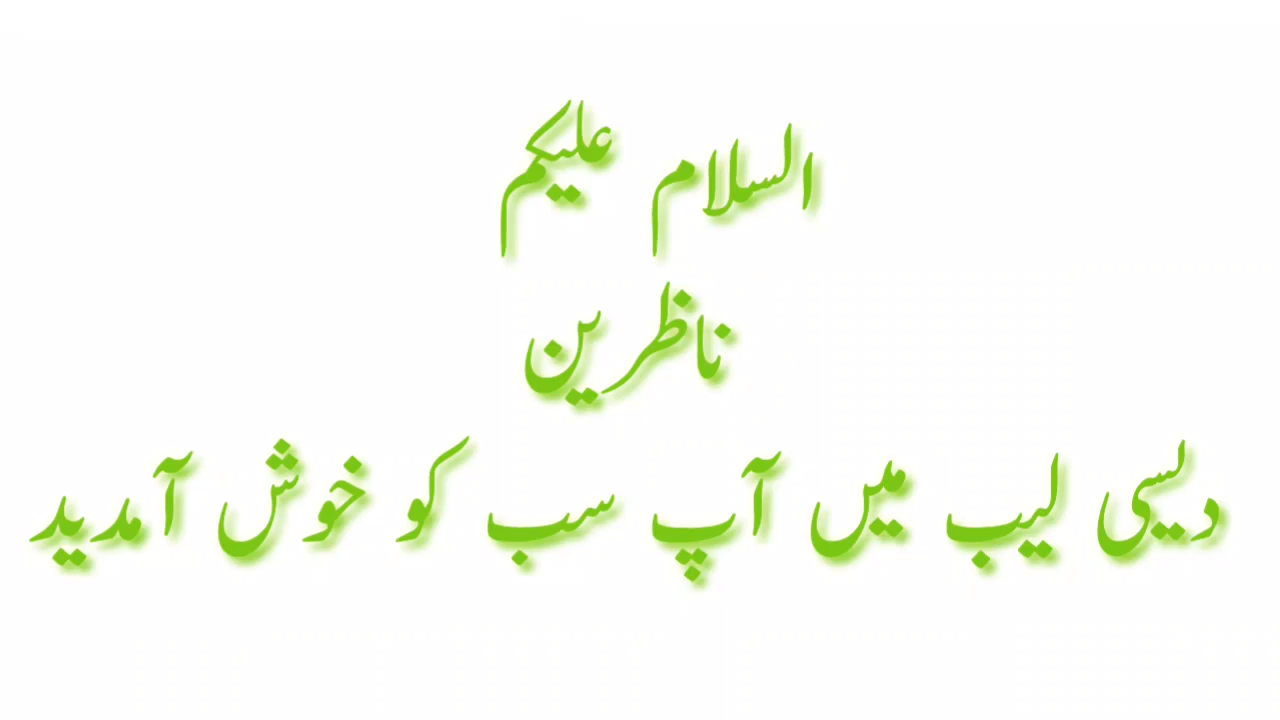 السلام علیکم
ناظرین
دیسی لیب میں آپ سب کو خوش آمدید